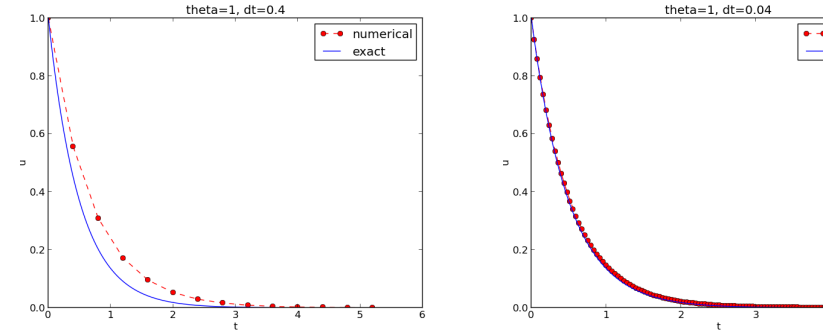 theta=1, dt=0.4
numerical
exact
1.0
0.8
0.6
0.4
0.2
0.0
u
0 1 2 3 4 5 6
t
theta=1, dt=0.04
1.0
0.8
0.6
0.4
0.2
0.0
u
0 1 2 3
t